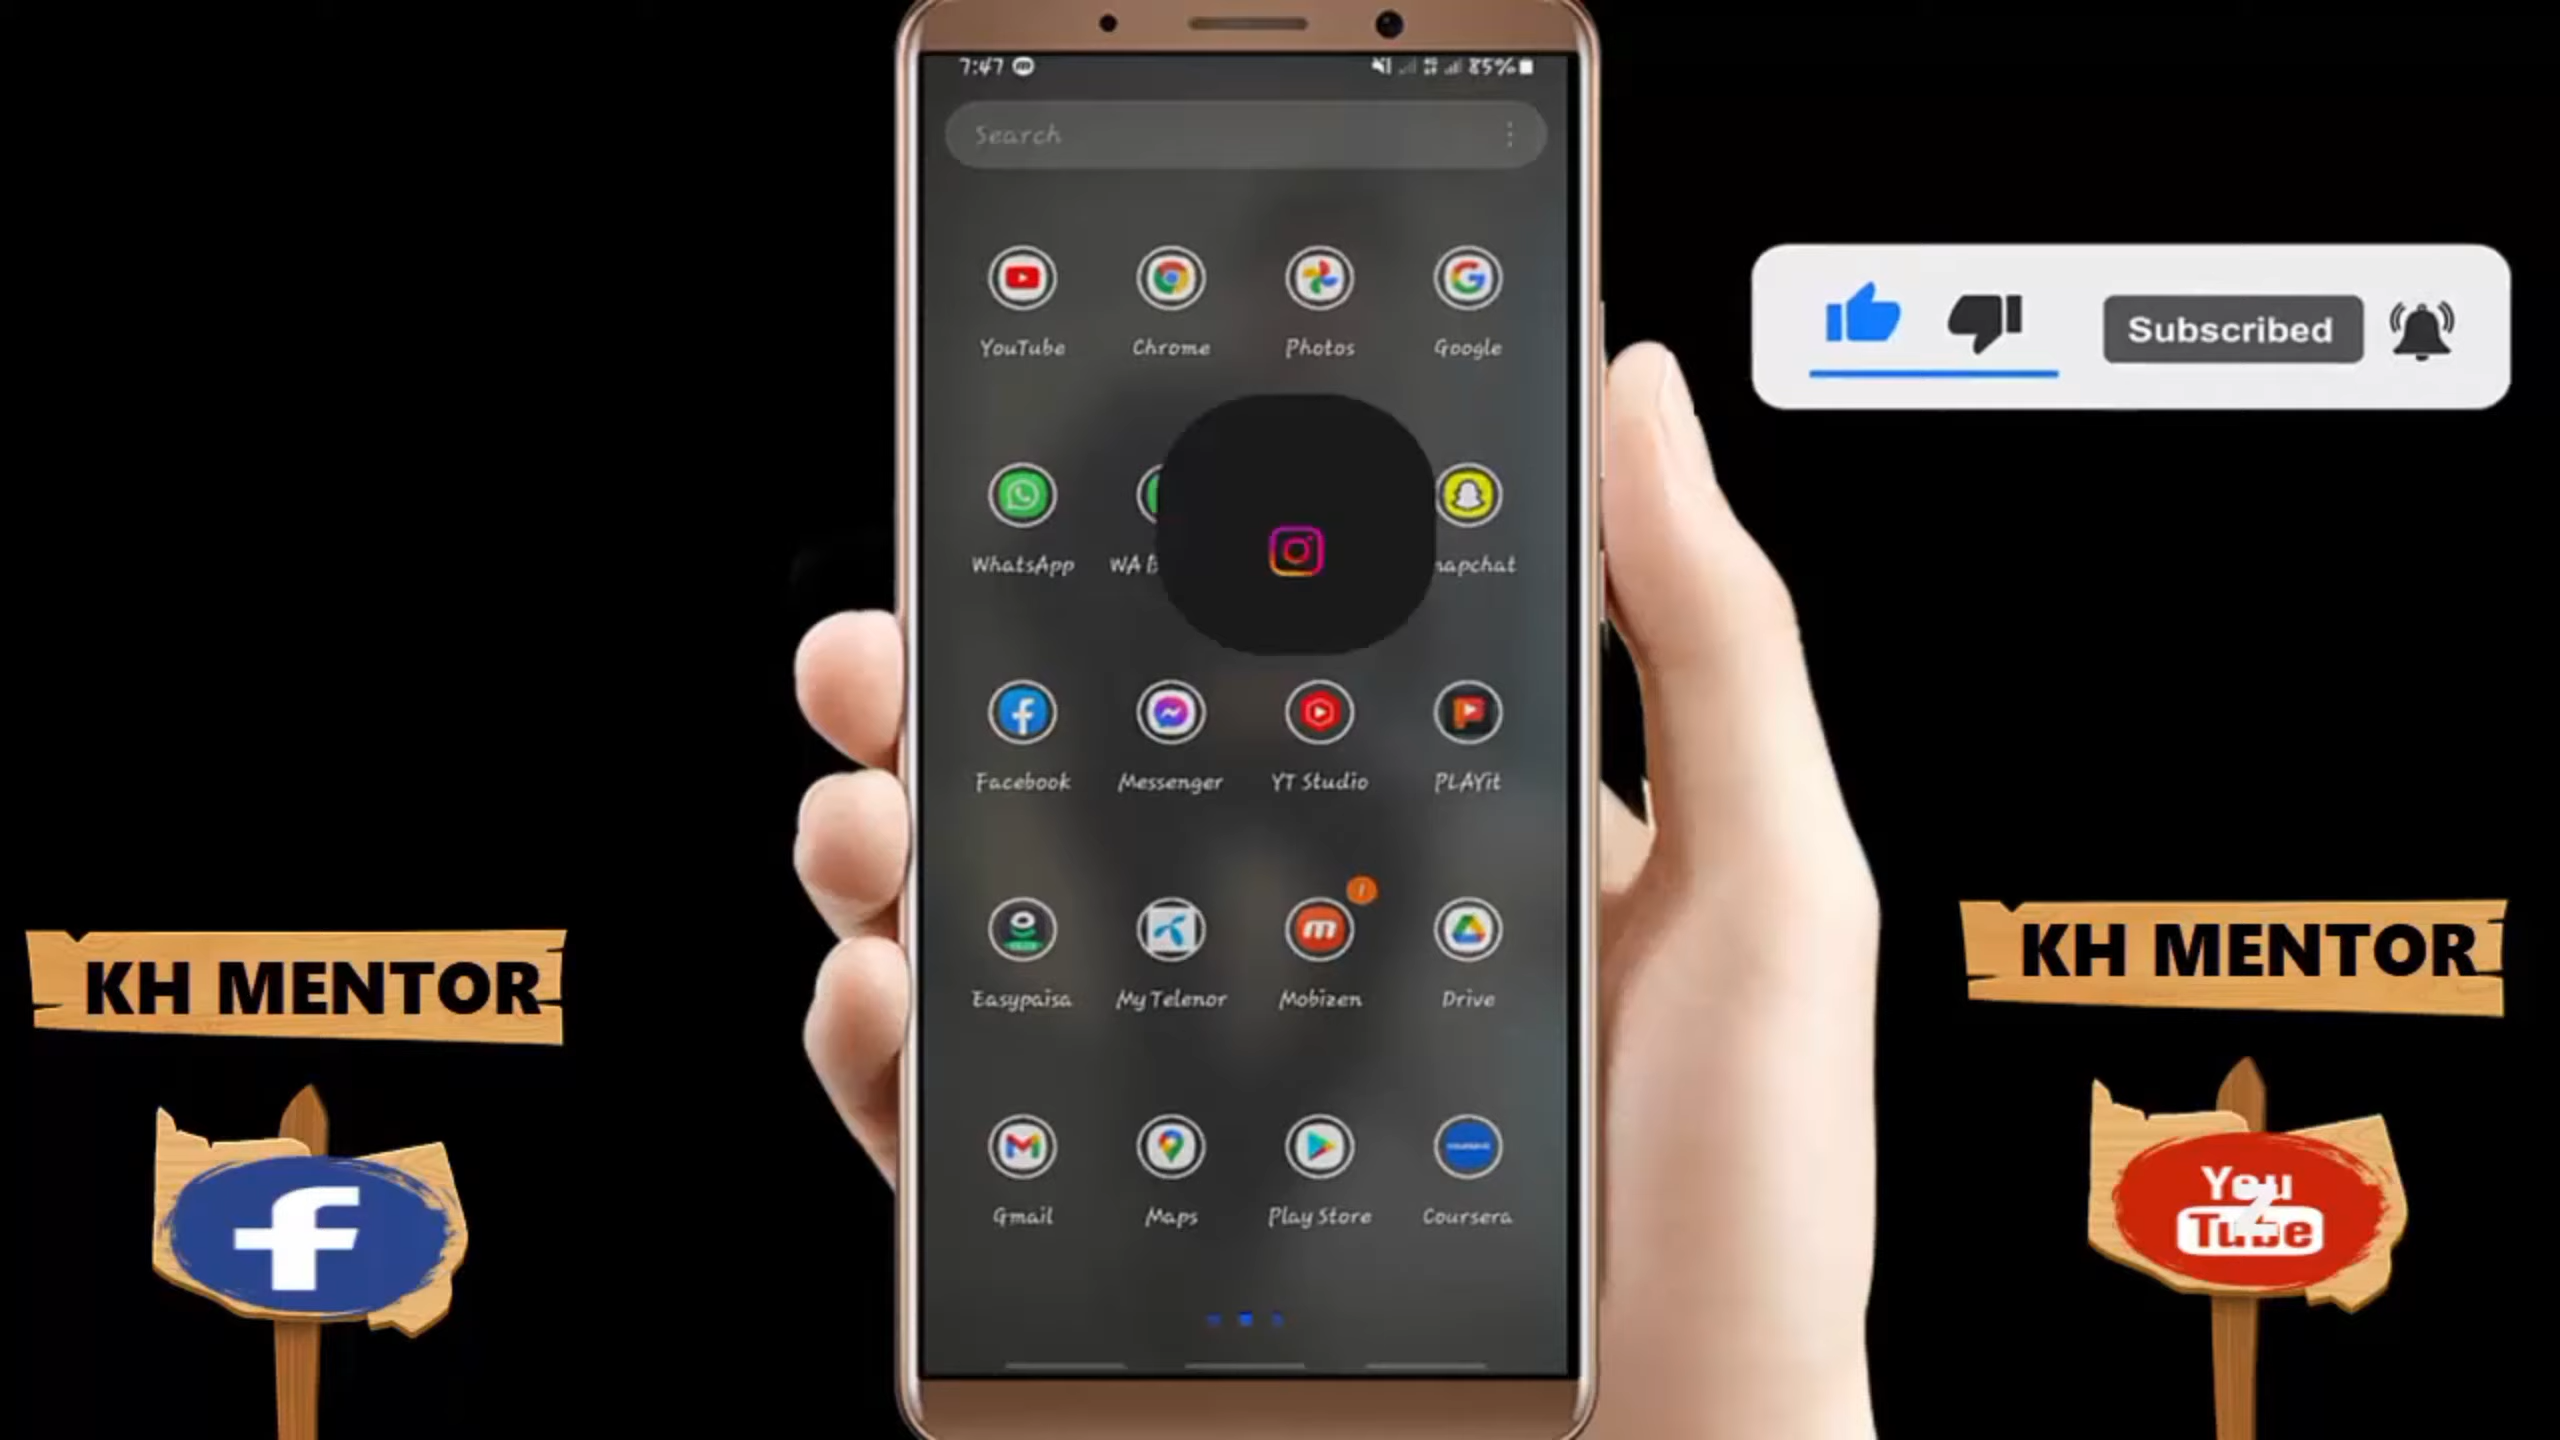 7:47 85%
Search
YouTube Chrome Photos Google
WhatsApp WA B napchat
Facebook Messenger YT Studio PLAYit
Easypaisa My Telenor Mobizen Drive
Gmail Maps Play Store Coursera
Subscribed
KH MENTOR
KH MENTOR
You
Tube